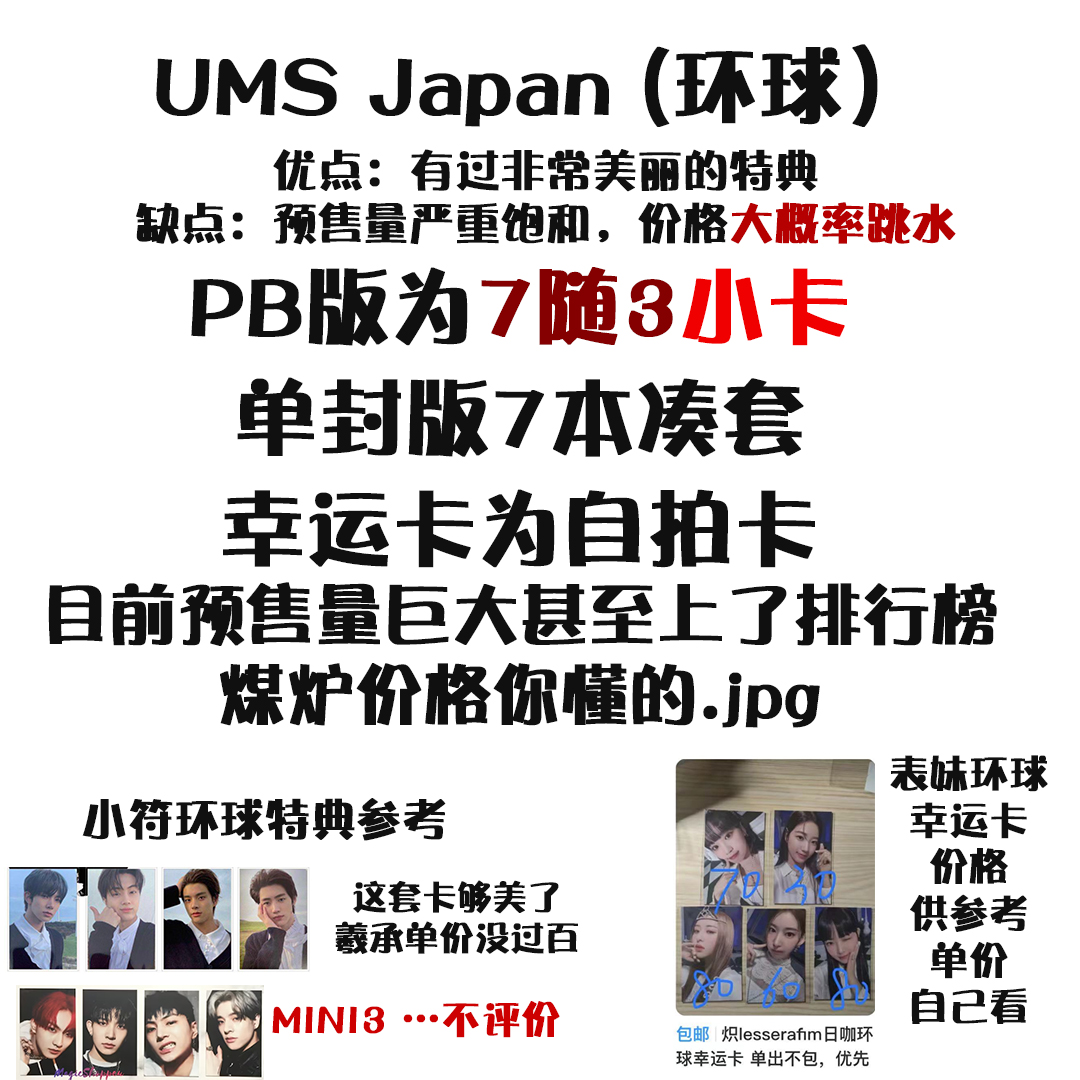 UMS Japan (环球)
优点：有过非常美丽的特典
缺点：预售量严重饱和，价格大概率跳水
PB版为7随3小卡
单封版7本凑套
幸运卡为自拍卡
目前预售量巨大甚至上了排行榜
煤炉价格你懂的.jpg
小符环球特典参考
这套卡够美了
羲承单价没过百
MINI3 …不评价
MagicShoppon
表妹环球
幸运卡
价格
供参考
单价
自己看
70 30
80 60 80
包邮 炽lesserafim日咖环
球幸运卡 单出不包，优先